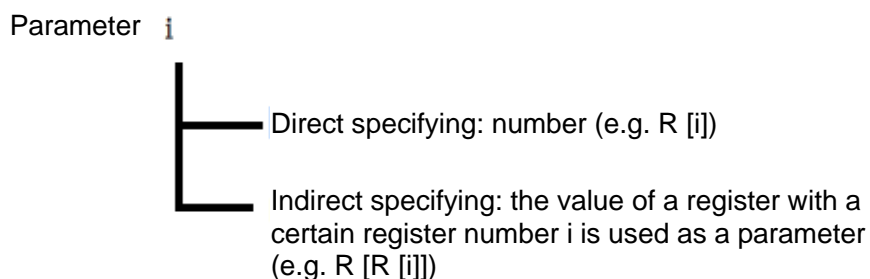 Parameter i
Direct specifying: number (e.g. R [i])
Indirect specifying: the value of a register with a
certain register number i is used as a parameter
(e.g. R [R [i]])